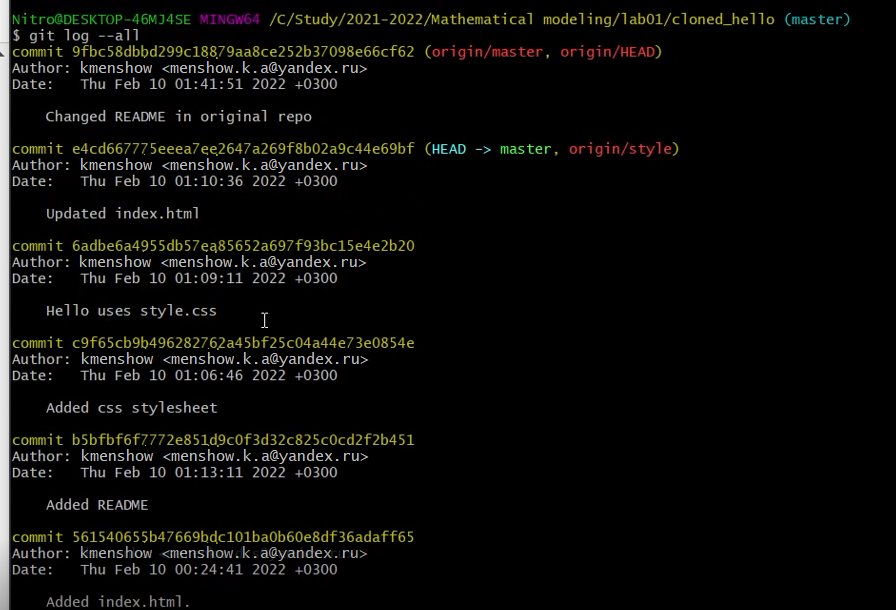 Nitro@DESKTOP-46MJ4SE MINGW64 /C/Study/2021-2022/Mathematical modeling/lab01/cloned_hello (master)
$ git log --all
commit 9fbc58dbbd299c18879aa8ce252b37098e66cf62 (origin/master, origin/HEAD)
Author: kmenshow <menshow.k.a@yandex.ru>
Date:   Thu Feb 10 01:41:51 2022 +0300
Changed README in original repo
commit e4cd667775eeea7ee2647a269f8b02a9c44e69bf (HEAD -> master, origin/style)
Author: kmenshow <menshow.k.a@yandex.ru>
Date:   Thu Feb 10 01:10:36 2022 +0300
Updated index.html
commit 6adbe6a4955db57ea85652a697f93bc15e4e2b20
Author: kmenshow <menshow.k.a@yandex.ru>
Date:   Thu Feb 10 01:09:11 2022 +0300
Hello uses style.css
commit c9f65cb9b496282762a45bf25c04a44e73e0854e
Author: kmenshow <menshow.k.a@yandex.ru>
Date:   Thu Feb 10 01:06:46 2022 +0300
Added css stylesheet
commit b5bfbf6f7772e851d9c0f3d32c825c0cd2f2b451
Author: kmenshow <menshow.k.a@yandex.ru>
Date:   Thu Feb 10 01:13:11 2022 +0300
Added README
commit 561540655b47669bdc101ba0b60e8df36adaff65
Author: kmenshow <menshow.k.a@yandex.ru>
Date:   Thu Feb 10 00:24:41 2022 +0300
Added index.html.